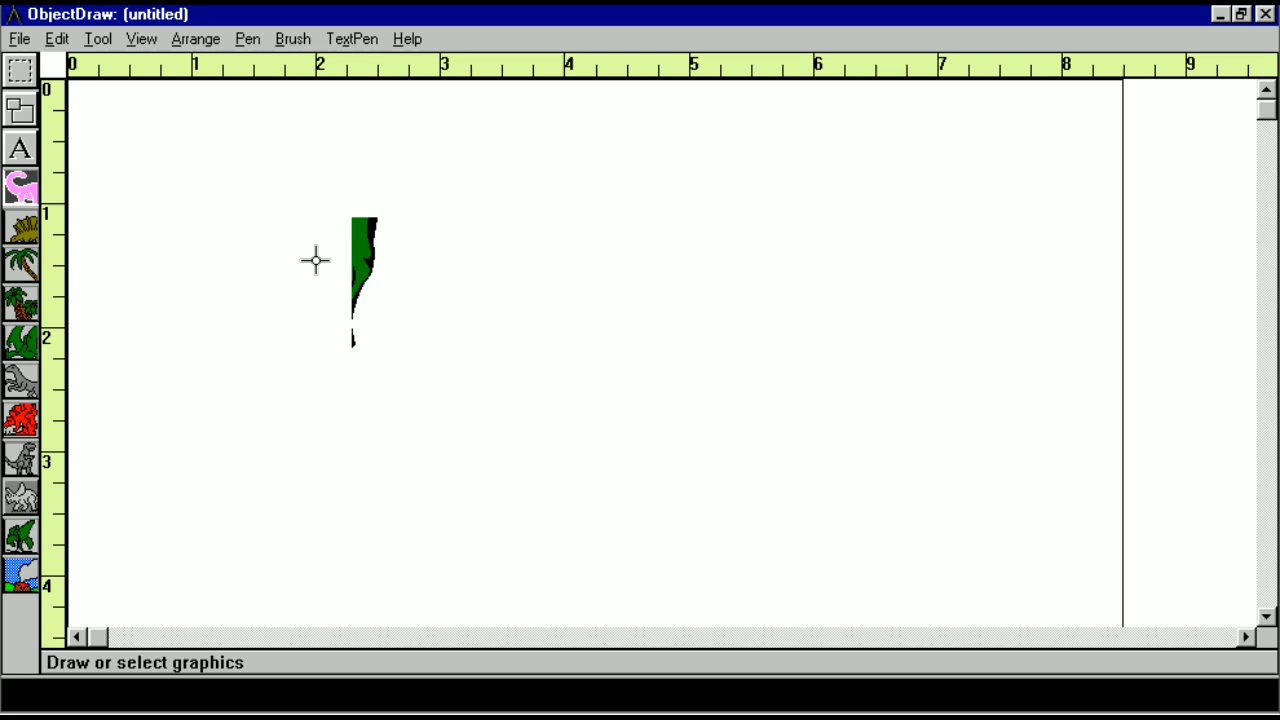 ObjectDraw: (untitled)
File Edit Tool View Arrange Pen Brush TextPen Help
0 1 2 3 4 5 6 7 8 9
A
0
1
2
3
4
Draw or select graphics